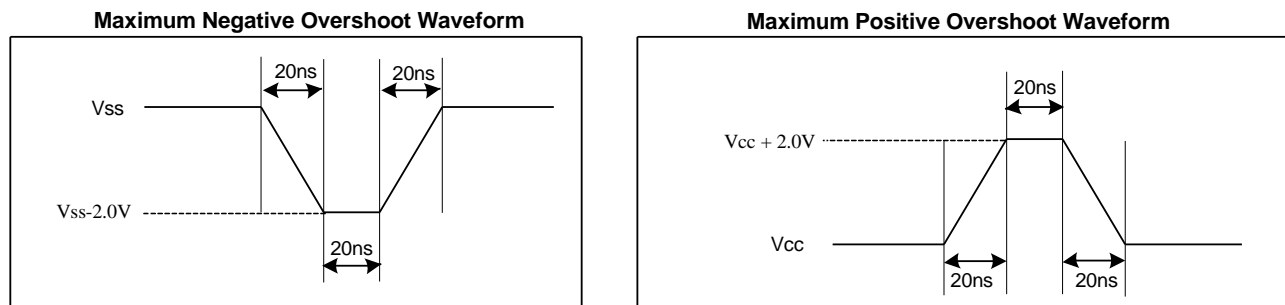 Maximum Negative Overshoot Waveform
20ns 20ns
Vss
Vss-2.0V
20ns
Maximum Positive Overshoot Waveform
20ns
Vcc + 2.0V
Vcc
20ns 20ns